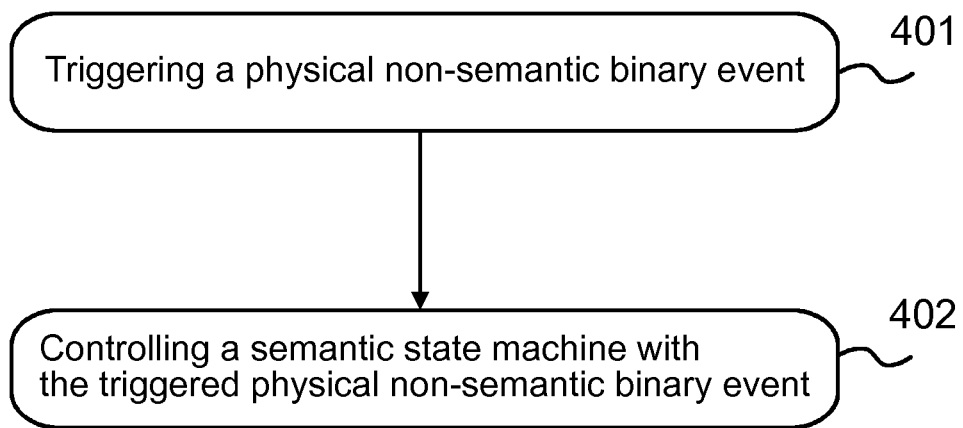 401
Triggering a physical non-semantic binary event
402
Controlling a semantic state machine with
the triggered physical non-semantic binary event